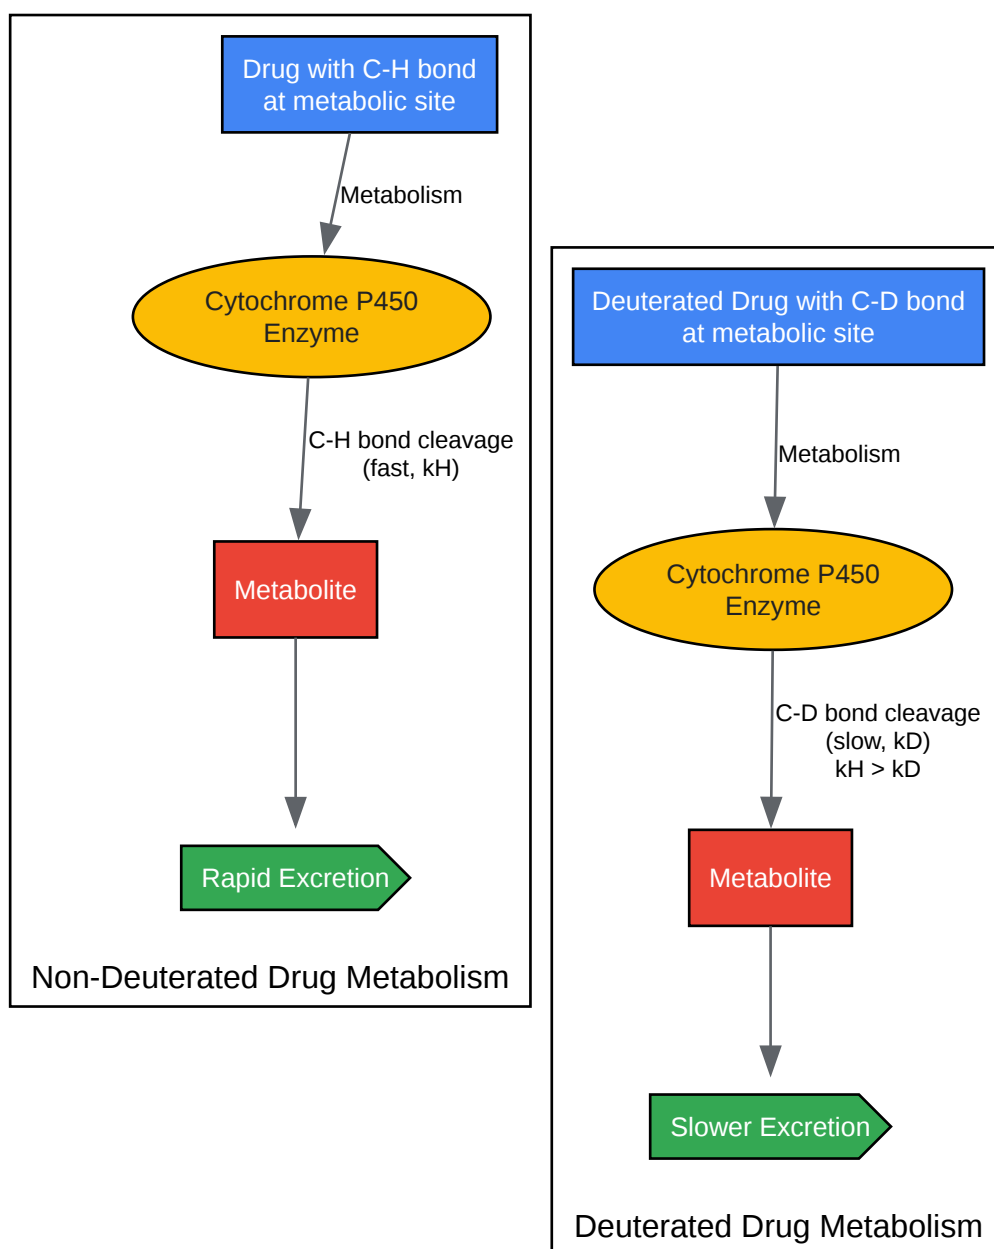 Drug with C-H bond
at metabolic site
Metabolism
Cytochrome P450
Enzyme
C-H bond cleavage
(fast, kH)
Metabolite
Rapid Excretion
Non-Deuterated Drug Metabolism
Deuterated Drug with C-D bond
at metabolic site
Metabolism
Cytochrome P450
Enzyme
C-D bond cleavage
(slow, kD)
kH > kD
Metabolite
Slower Excretion
Deuterated Drug Metabolism